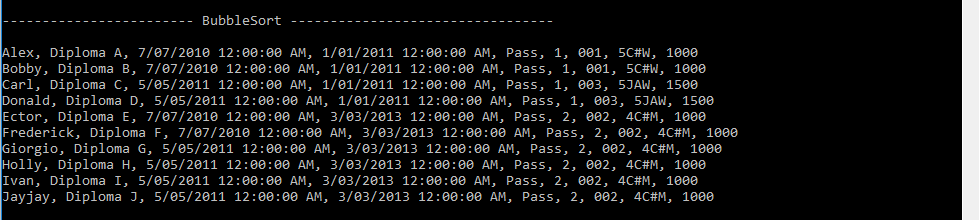 ------------------------ BubbleSort ---------------------------------
Alex, Diploma A, 7/07/2010 12:00:00 AM, 1/01/2011 12:00:00 AM, Pass, 1, 001, 5C#W, 1000
Bobby, Diploma B, 7/07/2010 12:00:00 AM, 1/01/2011 12:00:00 AM, Pass, 1, 001, 5C#W, 1000
Carl, Diploma C, 5/05/2011 12:00:00 AM, 1/01/2011 12:00:00 AM, Pass, 1, 003, 5JAW, 1500
Donald, Diploma D, 5/05/2011 12:00:00 AM, 1/01/2011 12:00:00 AM, Pass, 1, 003, 5JAW, 1500
Ector, Diploma E, 7/07/2010 12:00:00 AM, 3/03/2013 12:00:00 AM, Pass, 2, 002, 4C#M, 1000
Frederick, Diploma F, 7/07/2010 12:00:00 AM, 3/03/2013 12:00:00 AM, Pass, 2, 002, 4C#M, 1000
Giorgio, Diploma G, 5/05/2011 12:00:00 AM, 3/03/2013 12:00:00 AM, Pass, 2, 002, 4C#M, 1000
Holly, Diploma H, 5/05/2011 12:00:00 AM, 3/03/2013 12:00:00 AM, Pass, 2, 002, 4C#M, 1000
Ivan, Diploma I, 5/05/2011 12:00:00 AM, 3/03/2013 12:00:00 AM, Pass, 2, 002, 4C#M, 1000
Jayjay, Diploma J, 5/05/2011 12:00:00 AM, 3/03/2013 12:00:00 AM, Pass, 2, 002, 4C#M, 1000